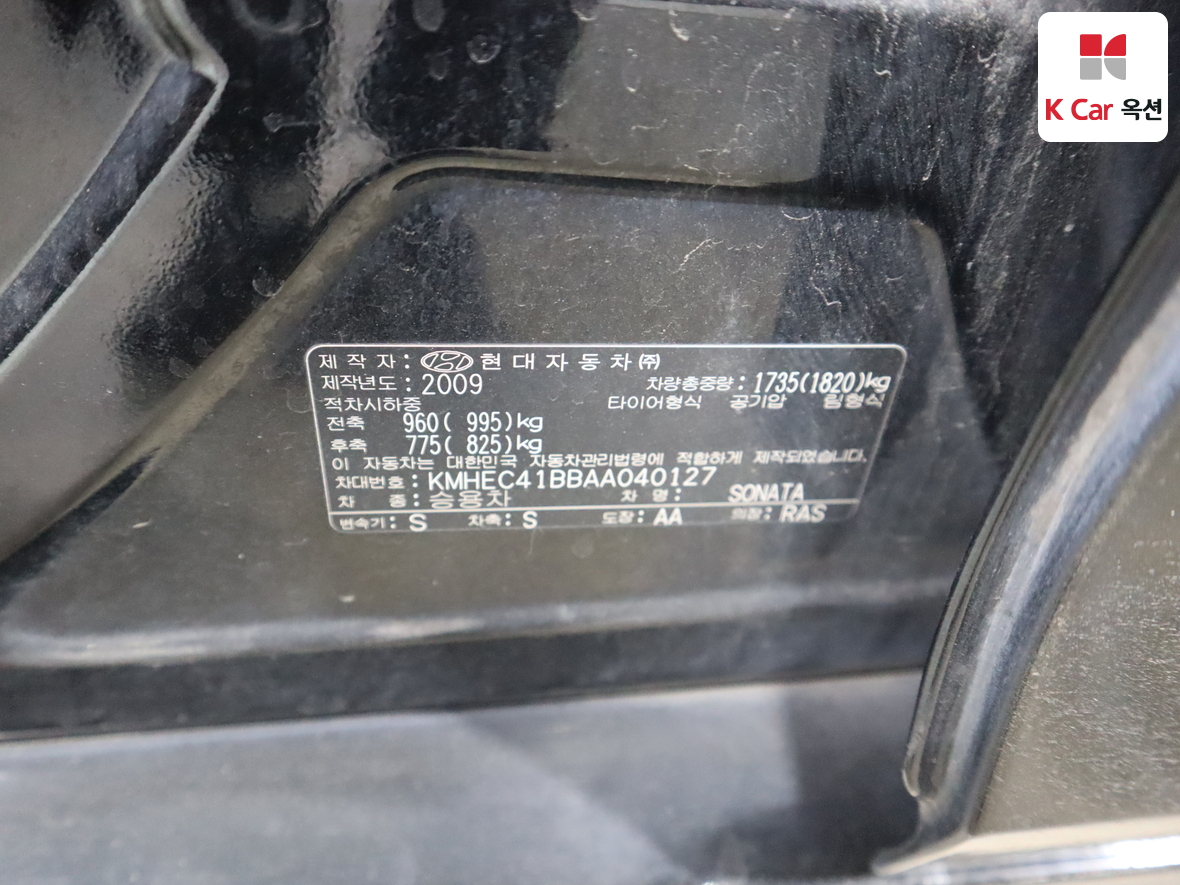 K Car 옥션
제 작 자 : 현 대 자 동 차 ㈜
제작년도 : 2009 차량총중량 : 1735(1820)kg
적차시하중 타이어형식 공기압 림형식
전축 960( 995)kg
후축 775( 825)kg
이 자동차는 대한민국 자동차관리법령에 적합하게 제작되었습니다.
차대번호 : KMHEC41BBAA040127
차 종 : 승용차 차 명 : SONATA
변속기 : S 차축 : S 도장 : AA 의장 : RAS